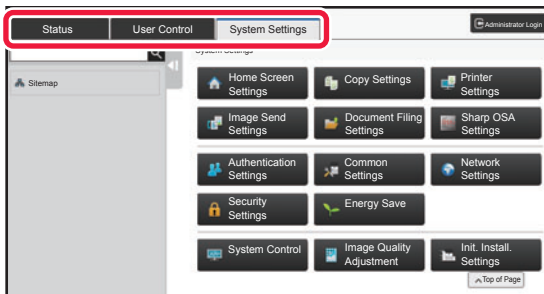 Status
User Control
System Settings
Administrator Login
System Settings
Sitemap
Home Screen
Settings
Copy Settings
Printer
Settings
Image Send
Settings
Document Filing
Settings
Sharp OSA
Settings
Authentication
Settings
Common
Settings
Network
Settings
Security
Settings
Energy Save
System Control
Image Quality
Adjustment
Init. Install.
Settings
Top of Page